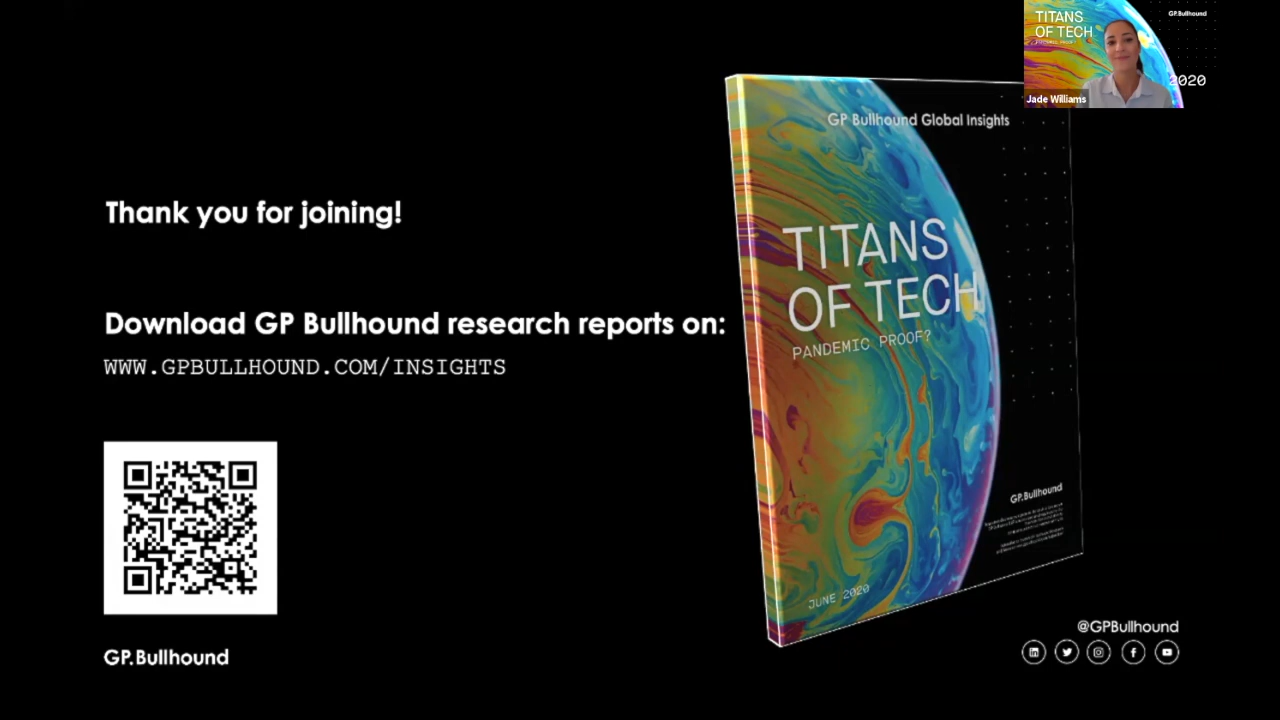 Thank you for joining!
Download GP Bullhound research reports on:
WWW.GPBULLHOUND.COM/INSIGHTS
GP.Bullhound
GP Bullhound Global Insights
TITANS
OF TECH
PANDEMIC PROOF?
GP.Bullhound
JUNE 2020
TITANS
OF TECH
PANDEMIC PROOF?
GP.Bullhound
2020
Jade Williams
@GPBullhound